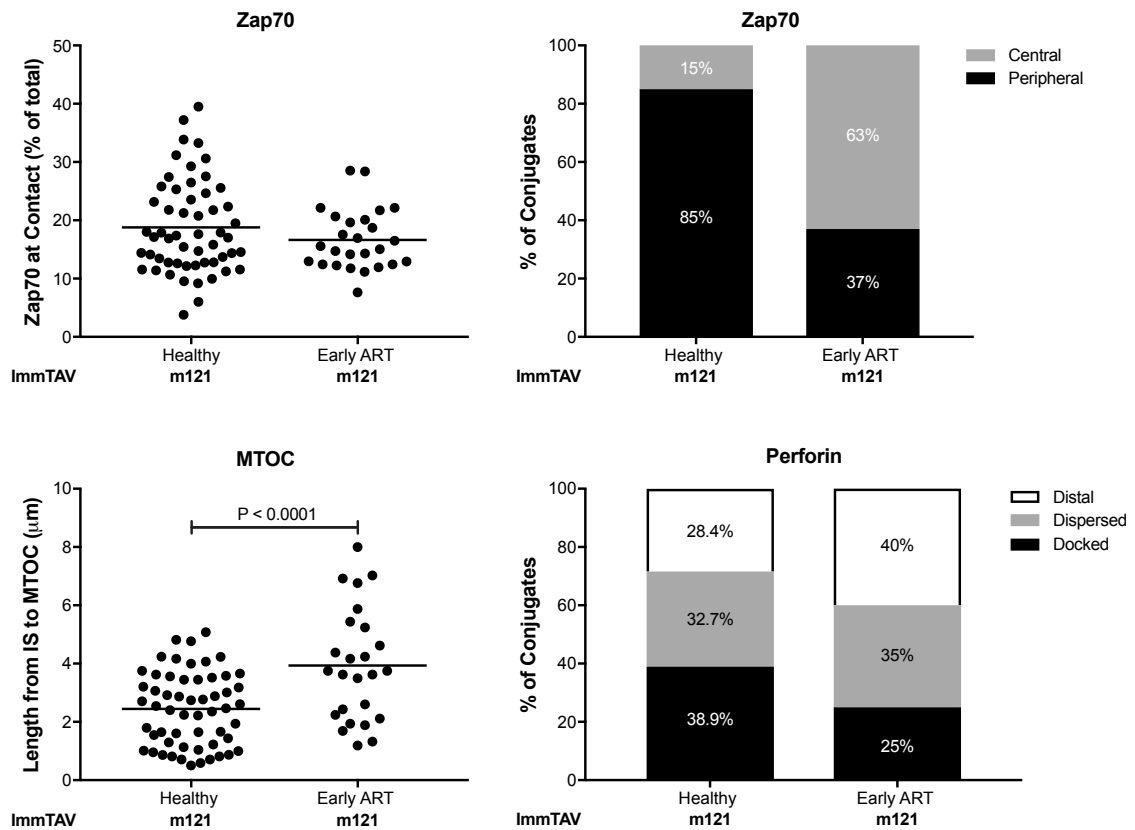 Zap70
Zap70 at Contact (% of total)
50
40
30
20
10
0
Healthy
Early ART
ImmTAV
m121
m121
Zap70
% of Conjugates
100
80
60
40
20
0
15%
85%
63%
37%
Central
Peripheral
Healthy
Early ART
ImmTAV
m121
m121
MTOC
Length from IS to MTOC (μm)
10
8
6
4
2
0
P < 0.0001
Healthy
Early ART
ImmTAV
m121
m121
Perforin
% of Conjugates
100
80
60
40
20
0
28.4%
32.7%
38.9%
40%
35%
25%
Distal
Dispersed
Docked
Healthy
Early ART
ImmTAV
m121
m121